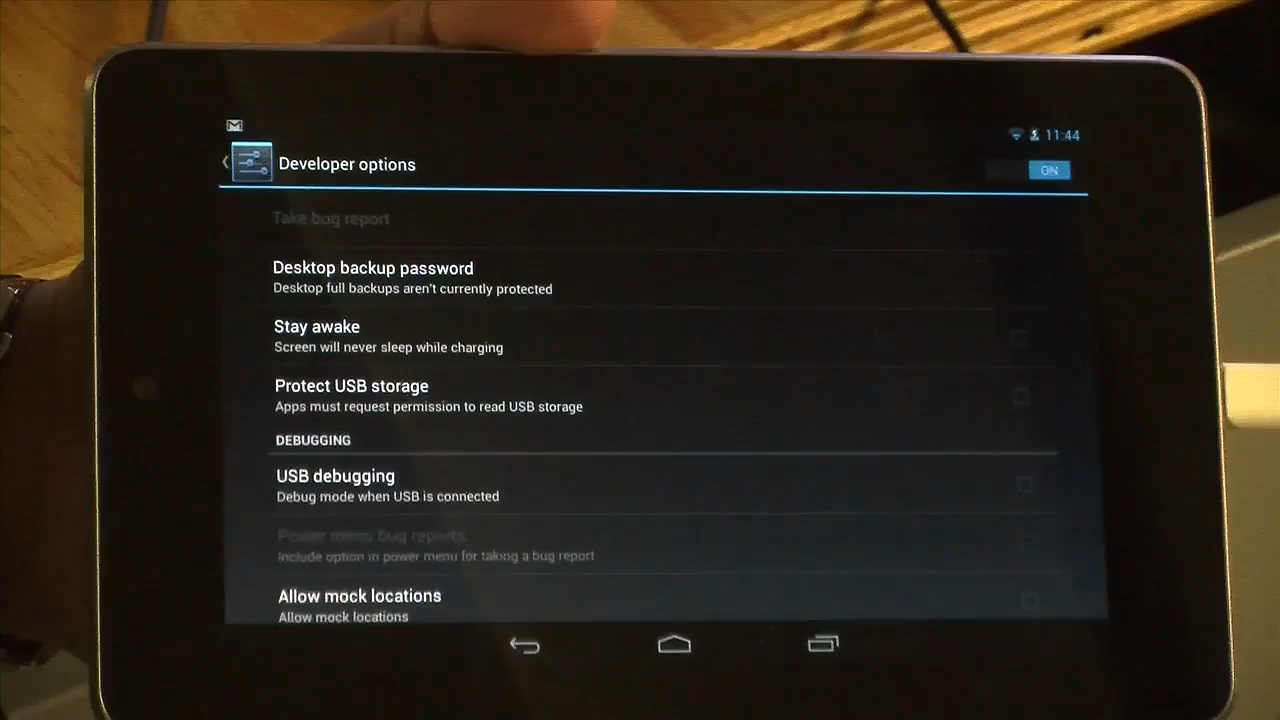 11:44
Developer options
ON
Take bug report
Desktop backup password
Desktop full backups aren't currently protected
Stay awake
Screen will never sleep while charging
Protect USB storage
Apps must request permission to read USB storage
DEBUGGING
USB debugging
Debug mode when USB is connected
Power menu bug reports
Include option in power menu for taking a bug report
Allow mock locations
Allow mock locations